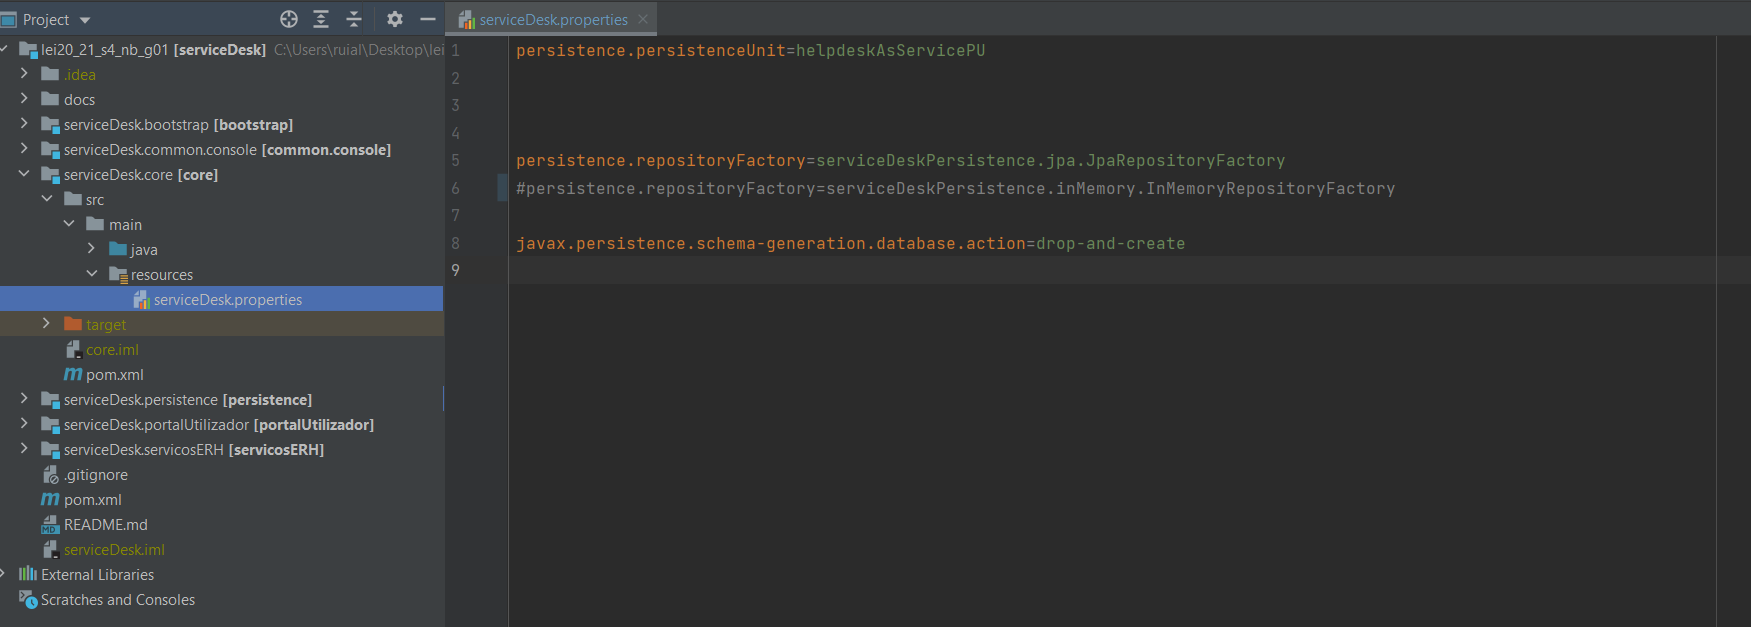 Project
lei20_21_s4_nb_g01 [serviceDesk] C:\Users\ruial\Desktop\lei
.idea
docs
serviceDesk.bootstrap [bootstrap]
serviceDesk.common.console [common.console]
serviceDesk.core [core]
src
main
java
resources
serviceDesk.properties
target
core.iml
pom.xml
serviceDesk.persistence [persistence]
serviceDesk.portalUtilizador [portalUtilizador]
serviceDesk.servicosERH [servicosERH]
.gitignore
pom.xml
README.md
serviceDesk.iml
External Libraries
Scratches and Consoles
serviceDesk.properties
1 persistence.persistenceUnit=helpdeskAsServicePU
2
3
4
5 persistence.repositoryFactory=serviceDeskPersistence.jpa.JpaRepositoryFactory
6 #persistence.repositoryFactory=serviceDeskPersistence.inMemory.InMemoryRepositoryFactory
7
8 javax.persistence.schema-generation.database.action=drop-and-create
9